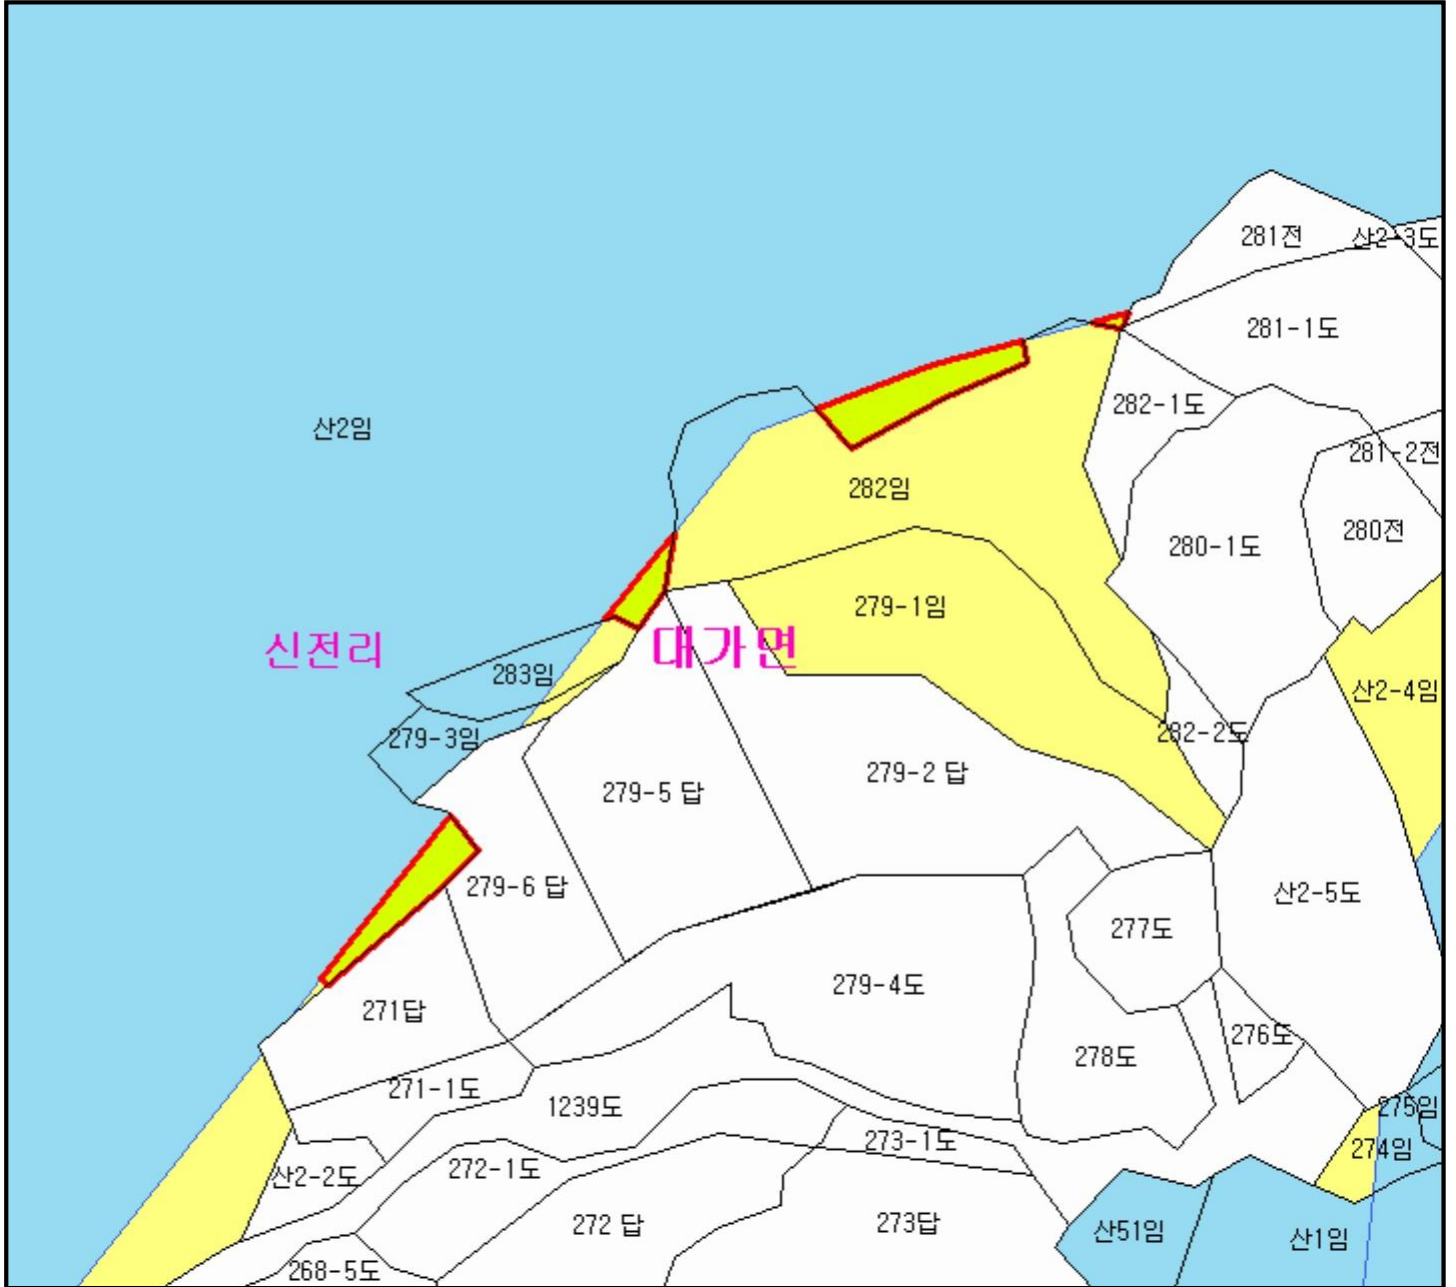 281전
산2-3도
281-1도
282-1도
산2임
281-2전
282임
280전
280-1도
279-1임
신전리
대가면
283임
산2-4임
279-3임
282-2도
279-2 답
279-5 답
279-6 답
산2-5도
277도
279-4도
271답
276도
278도
271-1도
1239도
275임
273-1도
274임
272-1도
산2-2도
272 답
273답
산51임
산1임
268-5도